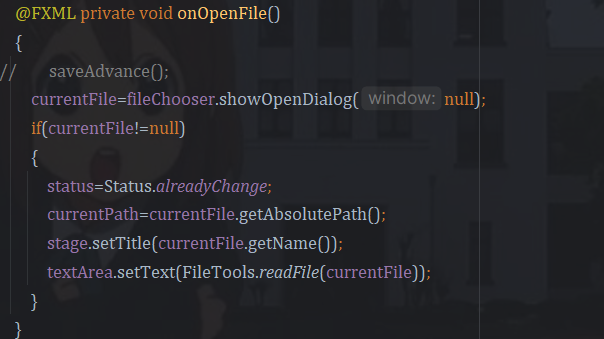 @FXML private void onOpenFile()
{
// saveAdvance();
currentFile=fileChooser.showOpenDialog( window: null);
if(currentFile!=null)
{
status=Status.alreadyChange;
currentPath=currentFile.getAbsolutePath();
stage.setTitle(currentFile.getName());
textArea.setText(FileTools.readFile(currentFile));
}
}